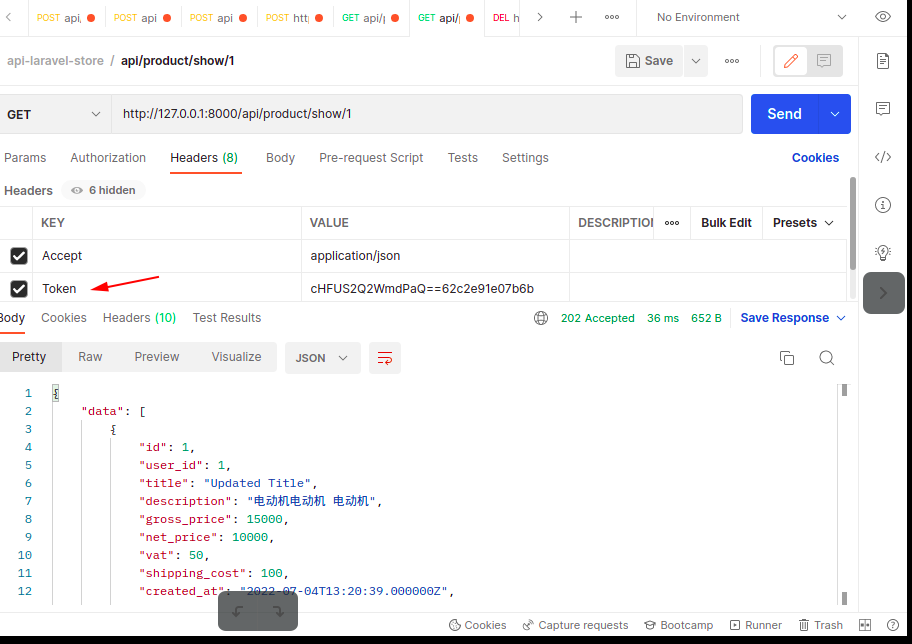 POST api, POST api POST api POST htt GET api/p GET api/ DEL h No Environment
api-laravel-store / api/product/show/1 Save
GET http://127.0.0.1:8000/api/product/show/1 Send
Params Authorization Headers (8) Body Pre-request Script Tests Settings Cookies
Headers 6 hidden
KEY VALUE DESCRIPTION Bulk Edit Presets
Accept application/json
Token cHFUS2Q2WmdPaQ==62c2e91e07b6b
Body Cookies Headers (10) Test Results 202 Accepted 36 ms 652 B Save Response
Pretty Raw Preview Visualize JSON
1 {
2 "data": [
3 {
4 "id": 1,
5 "user_id": 1,
6 "title": "Updated Title",
7 "description": "电动机电动机 电动机",
8 "gross_price": 15000,
9 "net_price": 10000,
10 "vat": 50,
11 "shipping_cost": 100,
12 "created_at": "2022-07-04T13:20:39.000000Z",
Cookies Capture requests Bootcamp Runner Trash